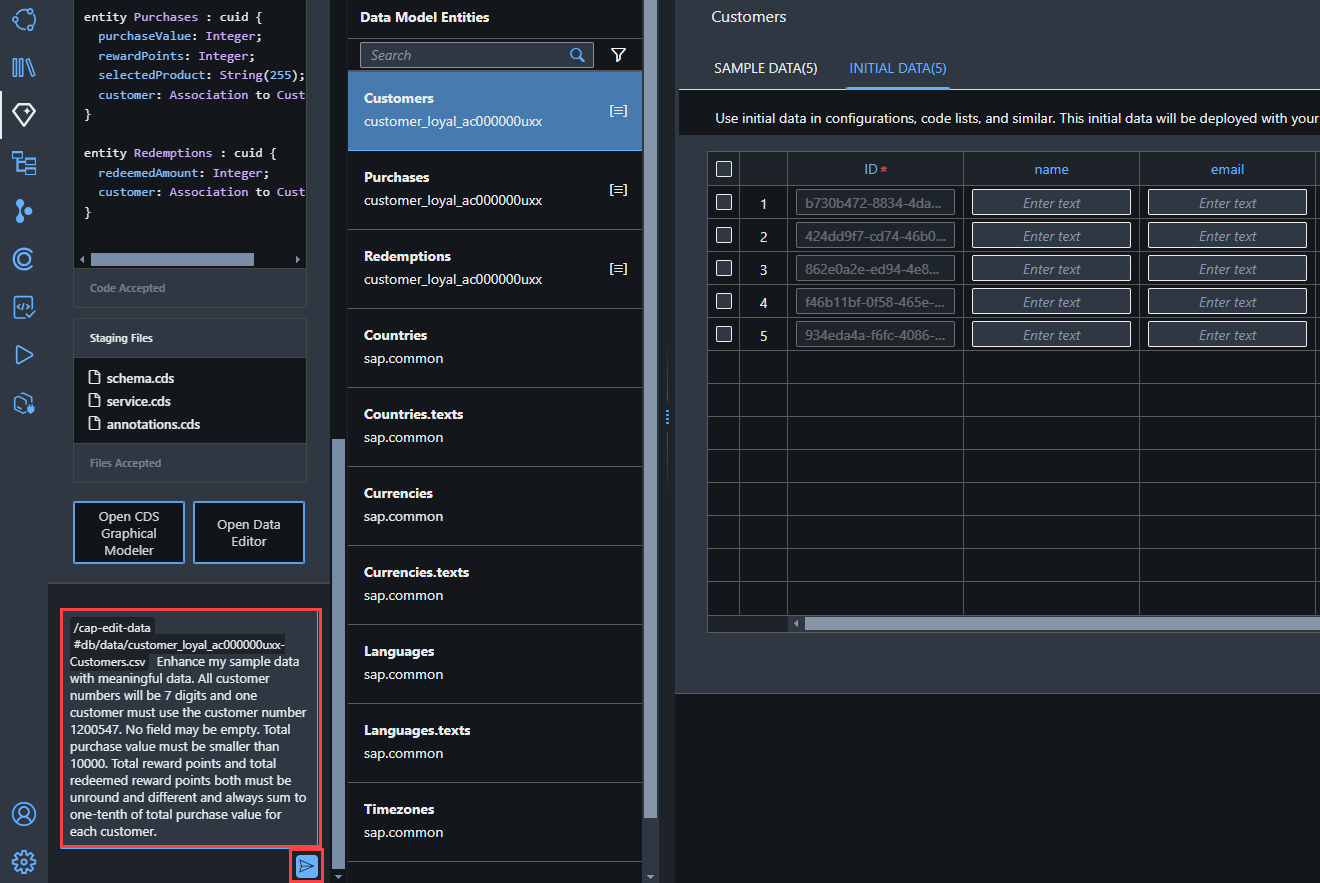 entity Purchases : cuid {
purchaseValue: Integer;
rewardPoints: Integer;
selectedProduct: String(255);
customer: Association to Cust
}
entity Redemptions : cuid {
redeemedAmount: Integer;
customer: Association to Cust
}
Code Accepted
Staging Files
schema.cds
service.cds
annotations.cds
Files Accepted
Open CDS
Graphical
Modeler
Open Data
Editor
/cap-edit-data
#db/data/customer_loyal_ac000000uxx-
Customers.csv Enhance my sample data
with meaningful data. All customer
numbers will be 7 digits and one
customer must use the customer number
1200547. No field may be empty. Total
purchase value must be smaller than
10000. Total reward points and total
redeemed reward points both must be
unround and different and always sum to
one-tenth of total purchase value for
each customer.
Data Model Entities
Search
Customers
customer_loyal_ac000000uxx
Purchases
customer_loyal_ac000000uxx
Redemptions
customer_loyal_ac000000uxx
Countries
sap.common
Countries.texts
sap.common
Currencies
sap.common
Currencies.texts
sap.common
Languages
sap.common
Languages.texts
sap.common
Timezones
sap.common
Customers
SAMPLE DATA(5) INITIAL DATA(5)
Use initial data in configurations, code lists, and similar. This initial data will be deployed with your
ID* name email
1 b730b472-8834-4da... Enter text Enter text
2 424dd9f7-cd74-46b0... Enter text Enter text
3 862e0a2e-ed94-4e8... Enter text Enter text
4 f46b11bf-0f58-465e-... Enter text Enter text
5 934eda4a-f6fc-4086-... Enter text Enter text